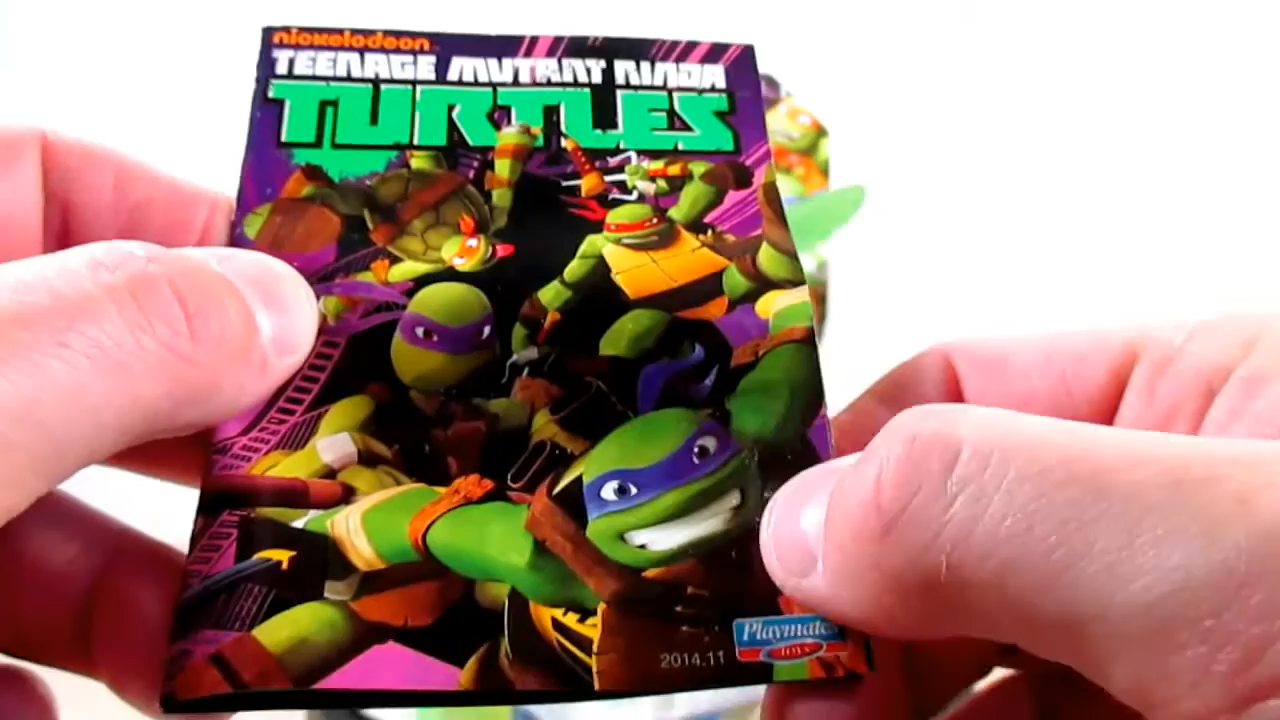 nickelodeon
TEENAGE MUTANT NINJA
TURTLES
Playmates
TOYS
2014.11